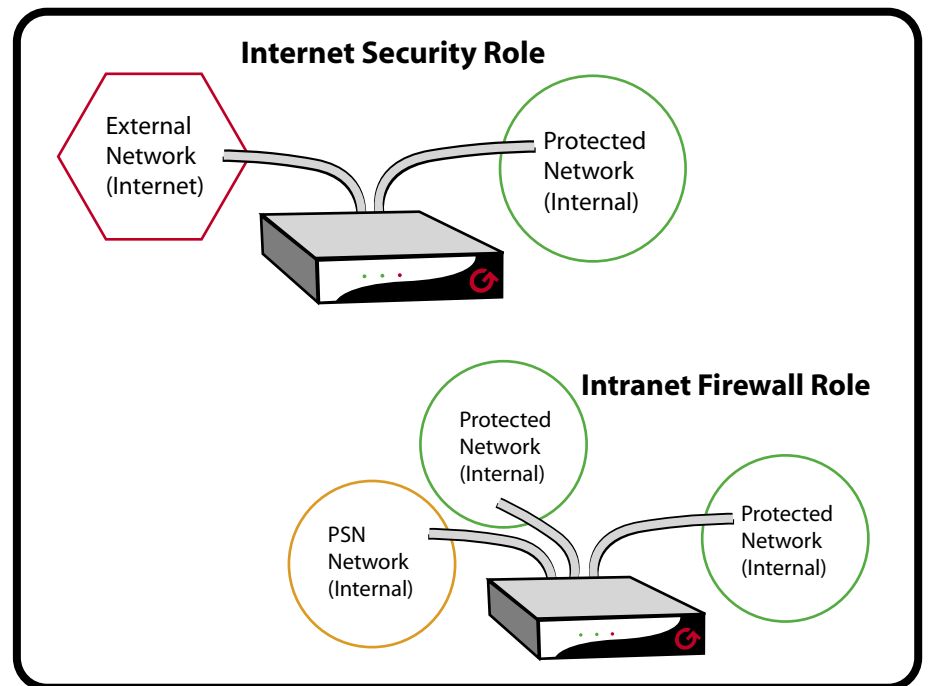 Internet Security Role
External
Network
(Internet)
Protected
Network
(Internal)
Intranet Firewall Role
Protected
Network
(Internal)
PSN
Network
(Internal)
Protected
Network
(Internal)